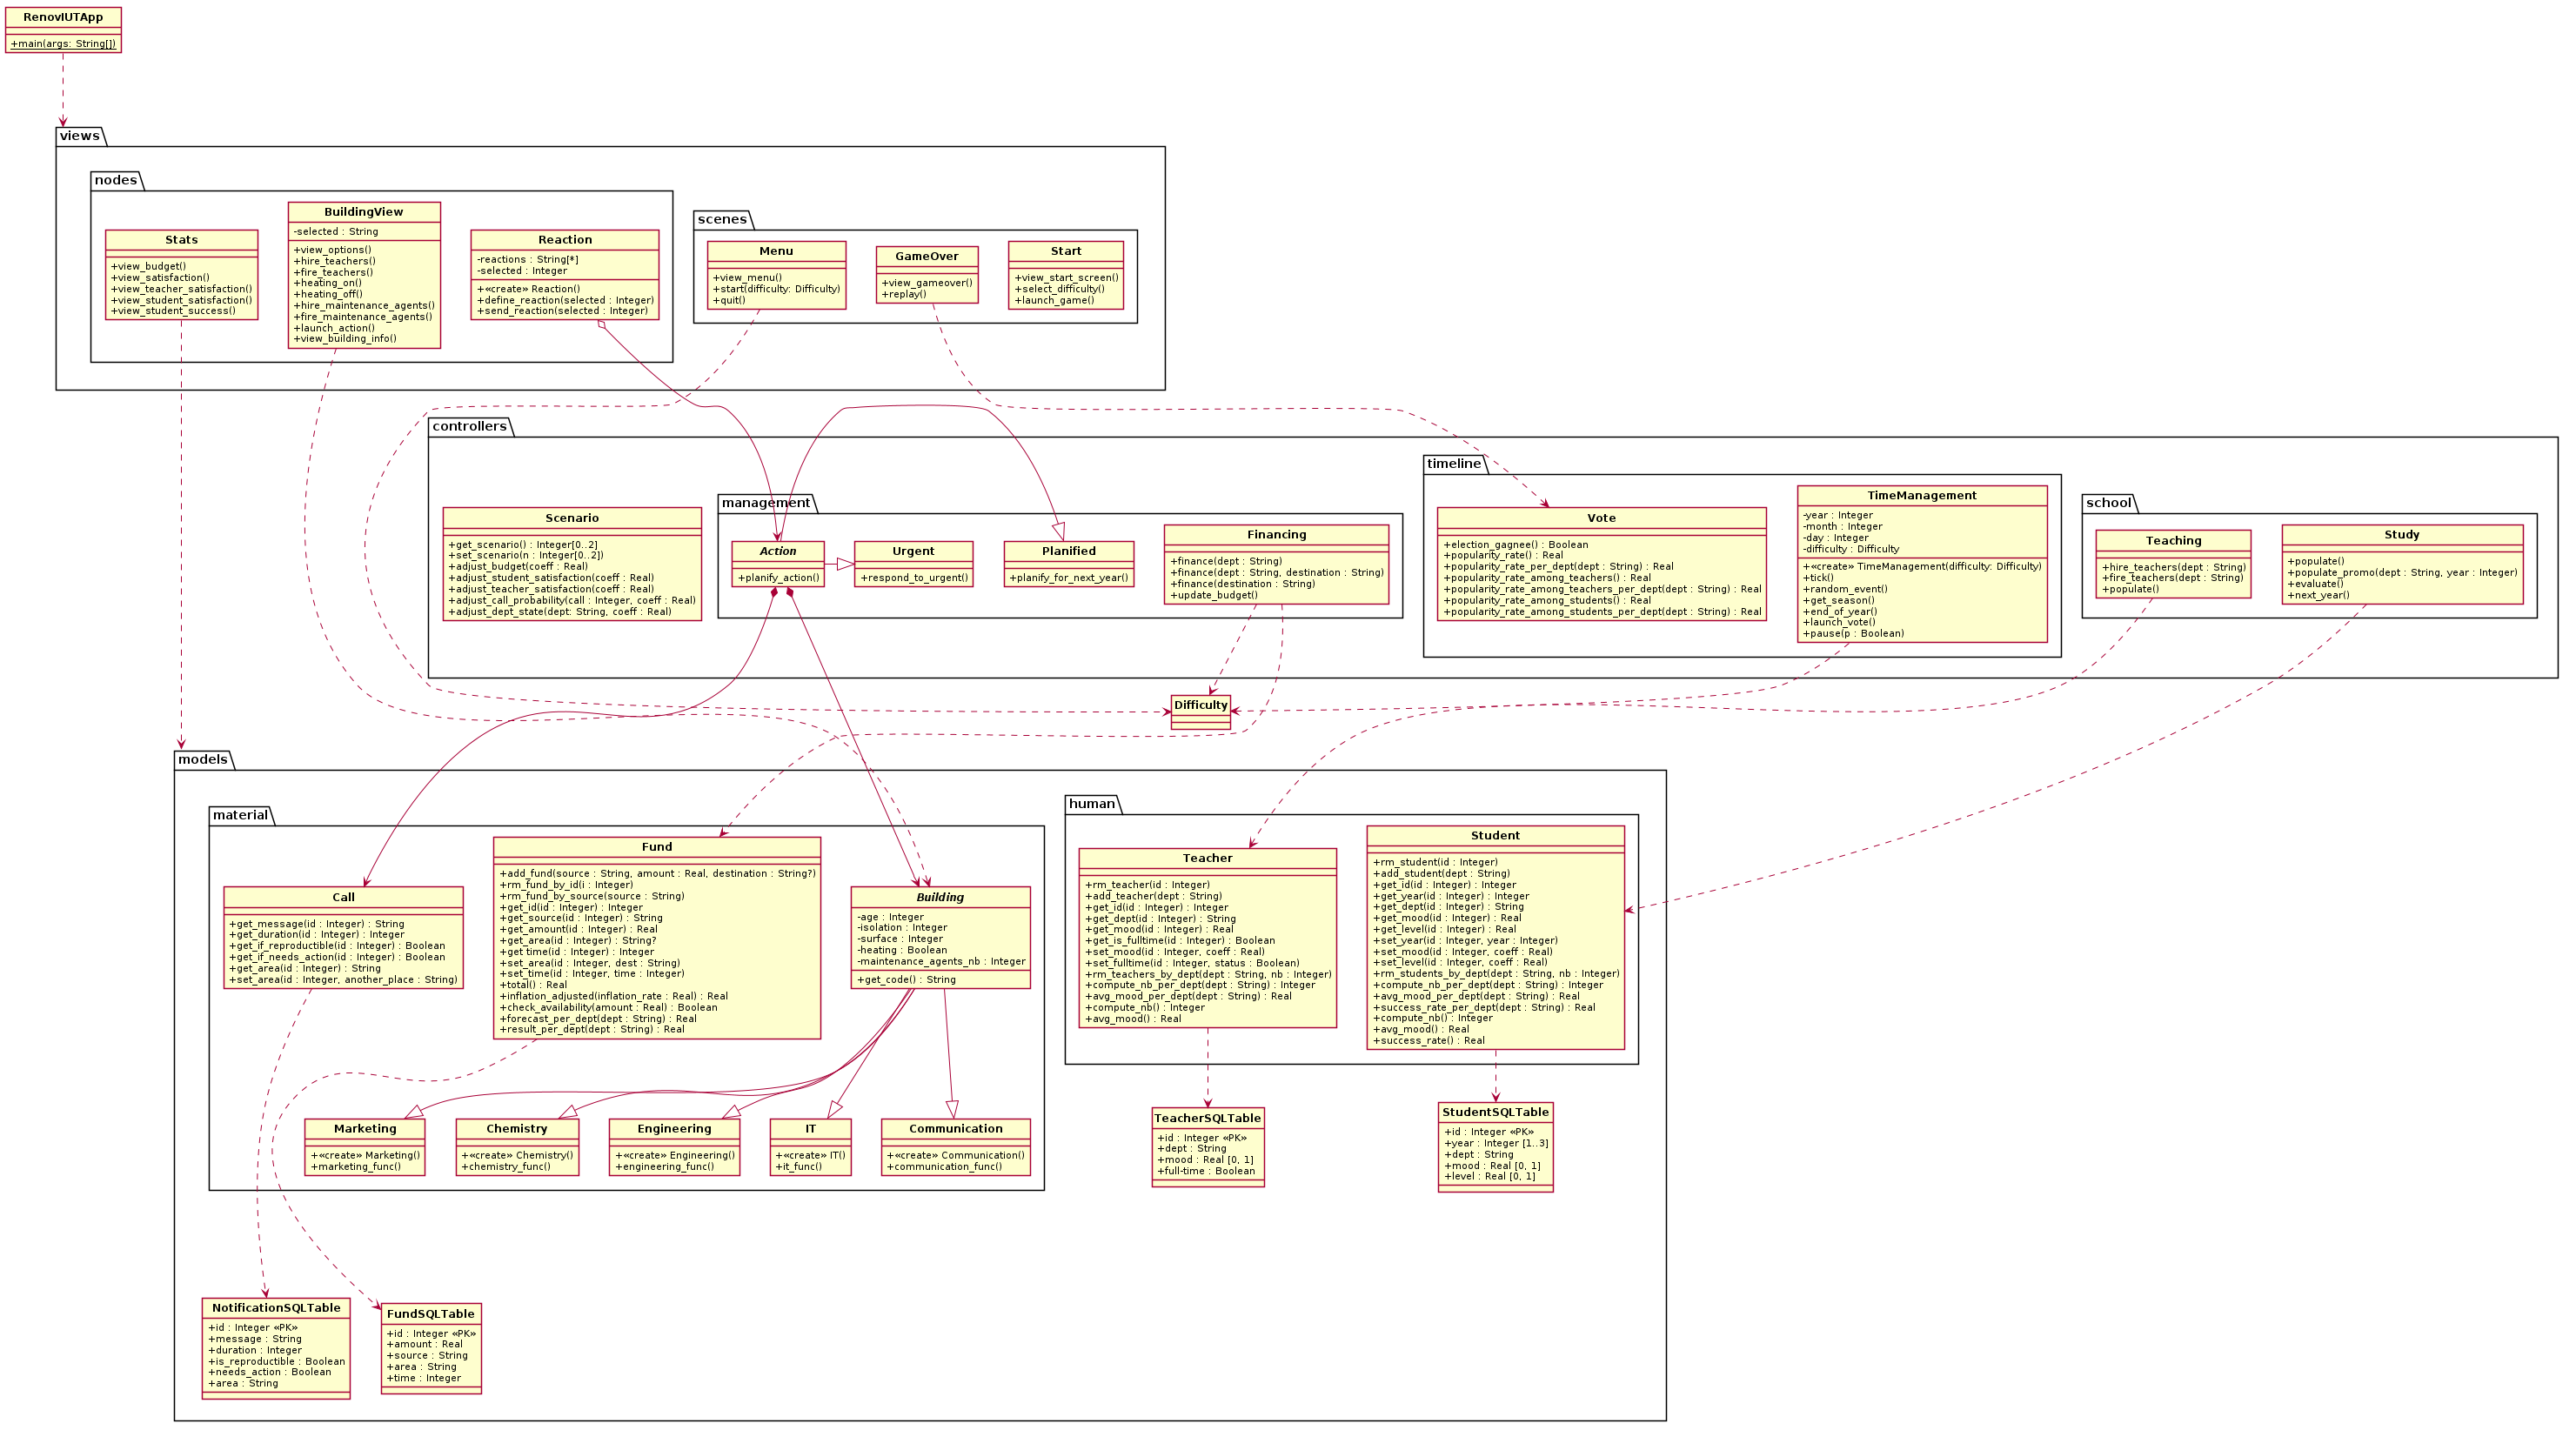 RenovIUTApp
+main(args: String[])
views
nodes
Stats
+view_budget()
+view_satisfaction()
+view_teacher_satisfaction()
+view_student_satisfaction()
+view_student_success()
BuildingView
-selected : String
+view_options()
+hire_teachers()
+fire_teachers()
+heating_on()
+heating_off()
+hire_maintenance_agents()
+fire_maintenance_agents()
+launch_action()
+view_building_info()
Reaction
-reactions : String[*]
-selected : Integer
+«create» Reaction()
+define_reaction(selected : Integer)
+send_reaction(selected : Integer)
scenes
Menu
+view_menu()
+start(difficulty: Difficulty)
+quit()
GameOver
+view_gameover()
+replay()
Start
+view_start_screen()
+select_difficulty()
+launch_game()
controllers
Scenario
+get_scenario() : Integer[0..2]
+set_scenario(n : Integer[0..2])
+adjust_budget(coeff : Real)
+adjust_student_satisfaction(coeff : Real)
+adjust_teacher_satisfaction(coeff : Real)
+adjust_call_probability(call : Integer, coeff : Real)
+adjust_dept_state(dept: String, coeff : Real)
management
Action
+planify_action()
Urgent
+respond_to_urgent()
Planified
+planify_for_next_year()
Financing
+finance(dept : String)
+finance(dept : String, destination : String)
+finance(destination : String)
+update_budget()
timeline
Vote
+election_gagnee() : Boolean
+popularity_rate() : Real
+popularity_rate_per_dept(dept : String) : Real
+popularity_rate_among_teachers() : Real
+popularity_rate_among_teachers_per_dept(dept : String) : Real
+popularity_rate_among_students() : Real
+popularity_rate_among_students_per_dept(dept : String) : Real
TimeManagement
-year : Integer
-month : Integer
-day : Integer
-difficulty : Difficulty
+«create» TimeManagement(difficulty: Difficulty)
+tick()
+random_event()
+get_season()
+end_of_year()
+launch_vote()
+pause(p : Boolean)
school
Teaching
+hire_teachers(dept : String)
+fire_teachers(dept : String)
+populate()
Study
+populate()
+populate_promo(dept : String, year : Integer)
+evaluate()
+next_year()
Difficulty
models
material
Call
+get_message(id : Integer) : String
+get_duration(id : Integer) : Integer
+get_if_reproductible(id : Integer) : Boolean
+get_if_needs_action(id : Integer) : Boolean
+get_area(id : Integer) : String
+set_area(id : Integer, another_place : String)
Fund
+add_fund(source : String, amount : Real, destination : String?)
+rm_fund_by_id(i : Integer)
+rm_fund_by_source(source : String)
+get_id(id : Integer) : Integer
+get_source(id : Integer) : String
+get_amount(id : Integer) : Real
+get_area(id : Integer) : String?
+get time(id : Integer) : Integer
+set_area(id : Integer, dest : String)
+set_time(id : Integer, time : Integer)
+total() : Real
+inflation_adjusted(inflation_rate : Real) : Real
+check_availability(amount : Real) : Boolean
+forecast_per_dept(dept : String) : Real
+result_per_dept(dept : String) : Real
Building
-age : Integer
-isolation : Integer
-surface : Integer
-heating : Boolean
-maintenance_agents_nb : Integer
+get_code() : String
Marketing
+«create» Marketing()
+marketing_func()
Chemistry
+«create» Chemistry()
+chemistry_func()
Engineering
+«create» Engineering()
+engineering_func()
IT
+«create» IT()
+it_func()
Communication
+«create» Communication()
+communication_func()
human
Teacher
+rm_teacher(id : Integer)
+add_teacher(dept : String)
+get_id(id : Integer) : Integer
+get_dept(id : Integer) : String
+get_mood(id : Integer) : Real
+get_is_fulltime(id : Integer) : Boolean
+set_mood(id : Integer, coeff : Real)
+set_fulltime(id : Integer, status : Boolean)
+rm_teachers_by_dept(dept : String, nb : Integer)
+compute_nb_per_dept(dept : String) : Integer
+avg_mood_per_dept(dept : String) : Real
+compute_nb() : Integer
+avg_mood() : Real
Student
+rm_student(id : Integer)
+add_student(dept : String)
+get_id(id : Integer) : Integer
+get_year(id : Integer) : Integer
+get_dept(id : Integer) : String
+get_mood(id : Integer) : Real
+get_level(id : Integer) : Real
+set_year(id : Integer, year : Integer)
+set_mood(id : Integer, coeff : Real)
+set_level(id : Integer, coeff : Real)
+rm_students_by_dept(dept : String, nb : Integer)
+compute_nb_per_dept(dept : String) : Integer
+avg_mood_per_dept(dept : String) : Real
+success_rate_per_dept(dept : String) : Real
+compute_nb() : Integer
+avg_mood() : Real
+success_rate() : Real
TeacherSQLTable
+id : Integer «PK»
+dept : String
+mood : Real [0, 1]
+full-time : Boolean
StudentSQLTable
+id : Integer «PK»
+year : Integer [1..3]
+dept : String
+mood : Real [0, 1]
+level : Real [0, 1]
NotificationSQLTable
+id : Integer «PK»
+message : String
+duration : Integer
+is_reproductible : Boolean
+needs_action : Boolean
+area : String
FundSQLTable
+id : Integer «PK»
+amount : Real
+source : String
+area : String
+time : Integer